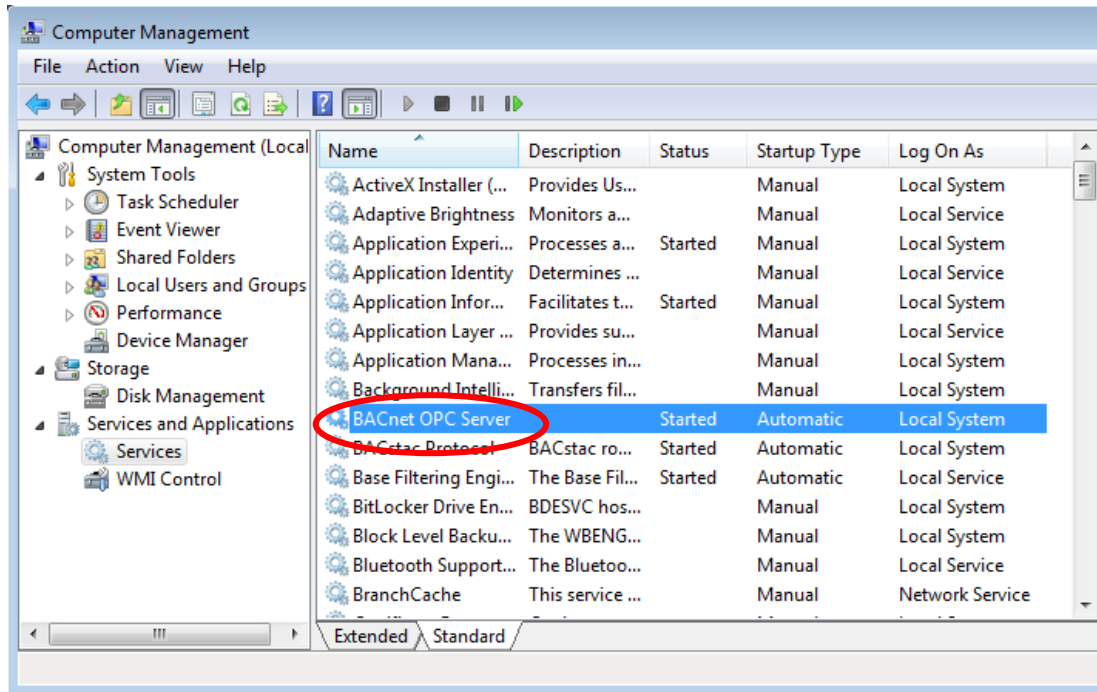 Computer Management
File Action View Help
Computer Management (Local
System Tools
Task Scheduler
Event Viewer
Shared Folders
Local Users and Groups
Performance
Device Manager
Storage
Disk Management
Services and Applications
Services
WMI Control
Name Description Status Startup Type Log On As
ActiveX Installer (... Provides Us... Manual Local System
Adaptive Brightness Monitors a... Manual Local Service
Application Experi... Processes a... Started Manual Local System
Application Identity Determines ... Manual Local Service
Application Infor... Facilitates t... Started Manual Local System
Application Layer ... Provides su... Manual Local Service
Application Mana... Processes in... Manual Local System
Background Intelli... Transfers fil... Manual Local System
BACnet OPC Server Started Automatic Local System
BACstac Protocol BACstac ro... Started Automatic Local System
Base Filtering Engi... The Base Fil... Started Automatic Local Service
BitLocker Drive En... BDESVC hos... Manual Local System
Block Level Backu... The WBENG... Manual Local System
Bluetooth Support... The Bluetoo... Manual Local Service
BranchCache This service ... Manual Network Service
Extended Standard